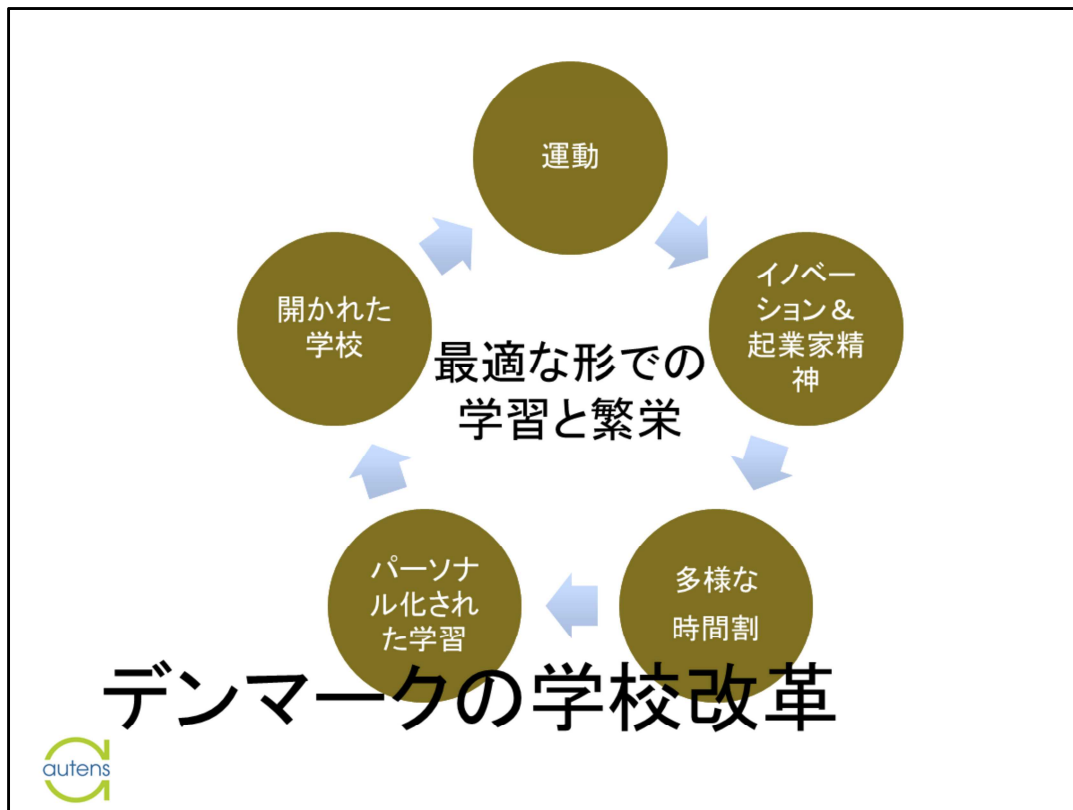 運動
イノベー
ション＆
起業家精
神
多様な
時間割
パーソナ
ル化され
た学習
開かれた
学校
最適な形での
学習と繁栄
デンマークの学校改革
autens